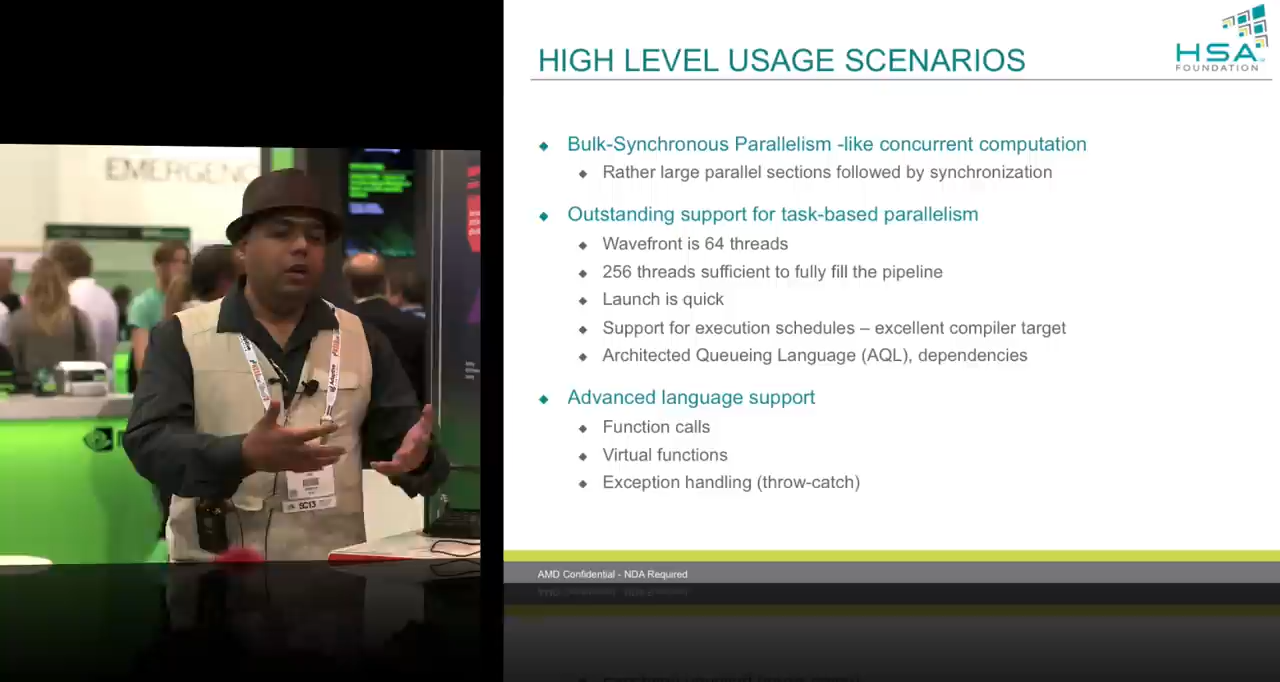 EMERGENC
SC13
HIGH LEVEL USAGE SCENARIOS
HSA
FOUNDATION
Bulk-Synchronous Parallelism -like concurrent computation
Rather large parallel sections followed by synchronization
Outstanding support for task-based parallelism
Wavefront is 64 threads
256 threads sufficient to fully fill the pipeline
Launch is quick
Support for execution schedules – excellent compiler target
Architected Queueing Language (AQL), dependencies
Advanced language support
Function calls
Virtual functions
Exception handling (throw-catch)
AMD Confidential - NDA Required